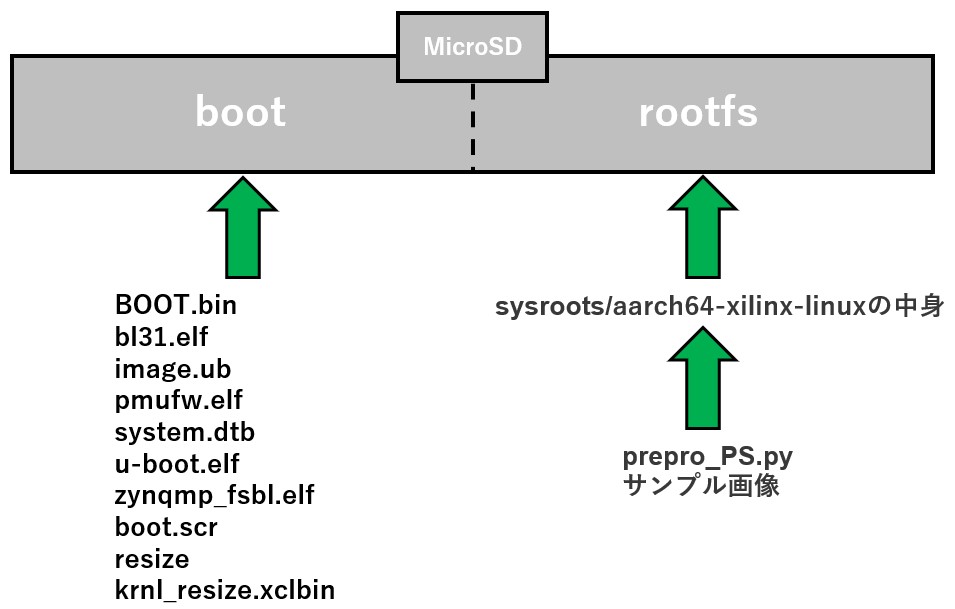 MicroSD
boot
rootfs
BOOT.bin
bl31.elf
image.ub
pmufw.elf
system.dtb
u-boot.elf
zynqmp_fsbl.elf
boot.scr
resize
krnl_resize.xclbin
sysroots/aarch64-xilinx-linuxの中身
prepro_PS.py
サンプル画像